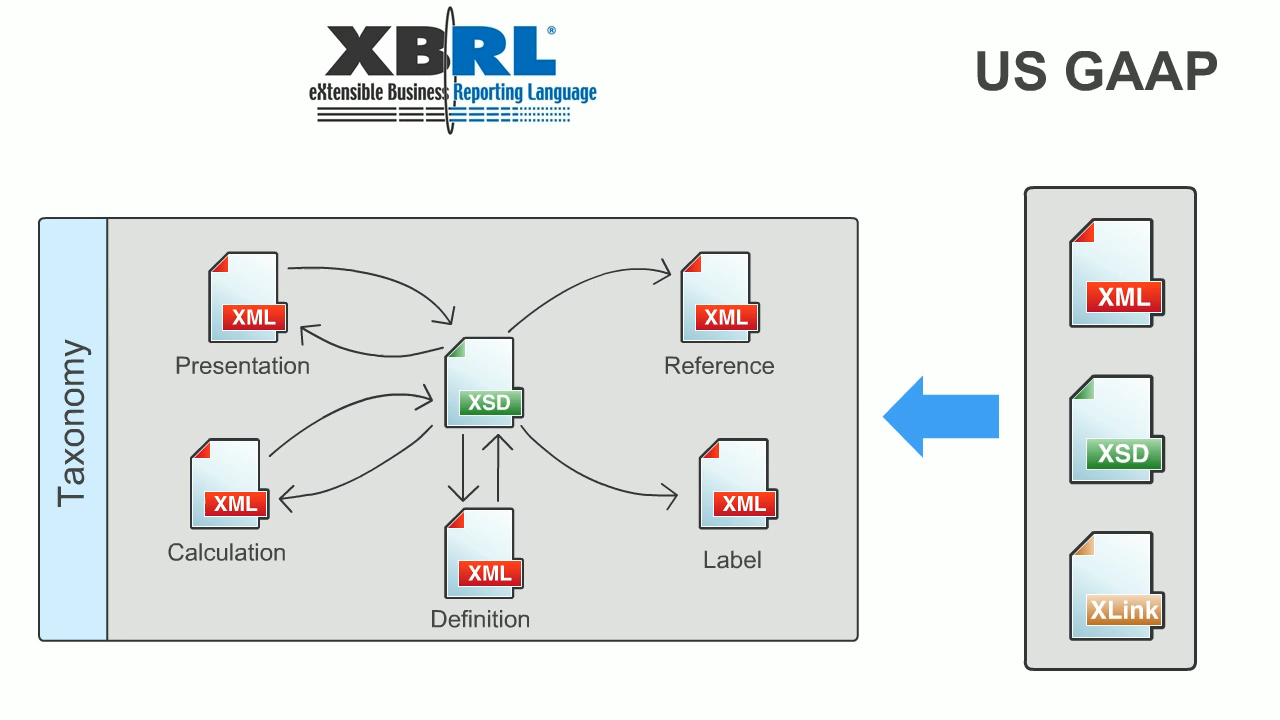 XBRL®
eXtensible Business Reporting Language
US GAAP
Taxonomy
XML
Presentation
XML
Reference
XSD
XML
Calculation
XML
Definition
XML
Label
XML
XSD
XLink